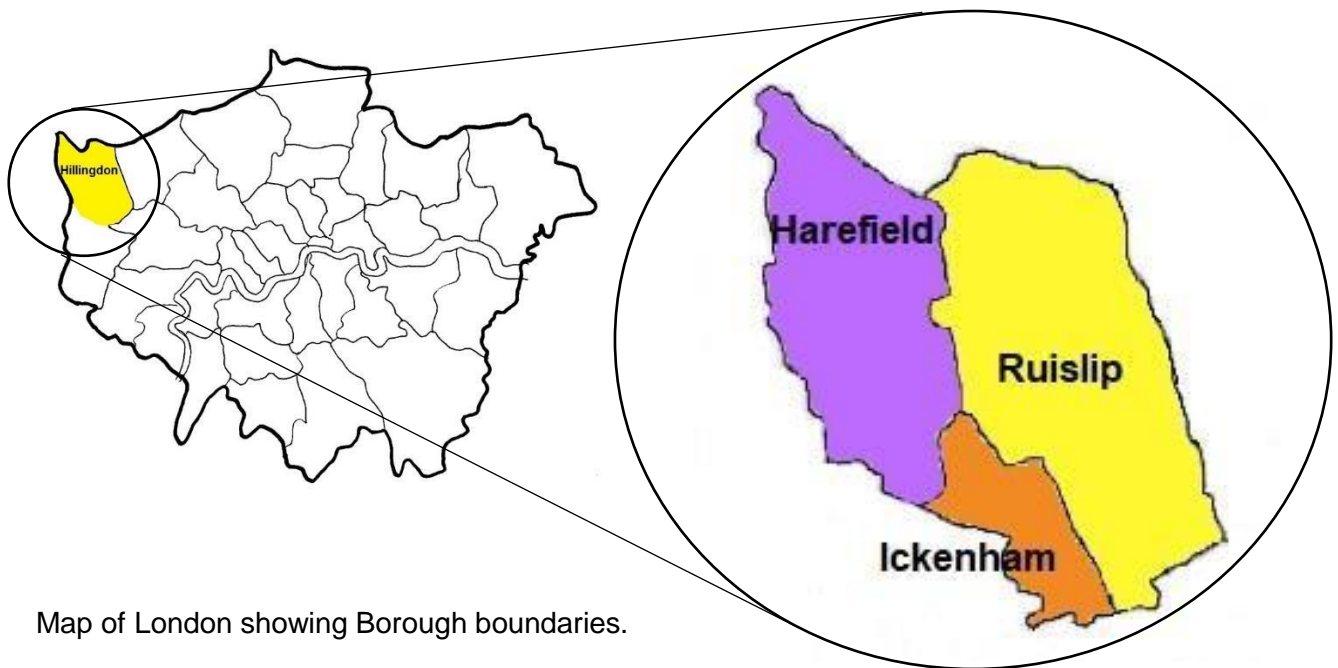 Hillingdon
Harefield
Ruislip
Ickenham
Map of London showing Borough boundaries.